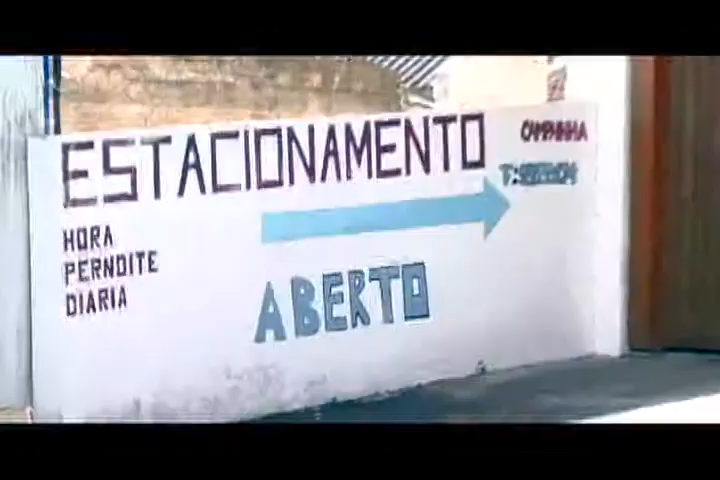 ESTACIONAMENTO
CAMPAINHA
HORA
PERNOITE
DIARIA
ABERTO